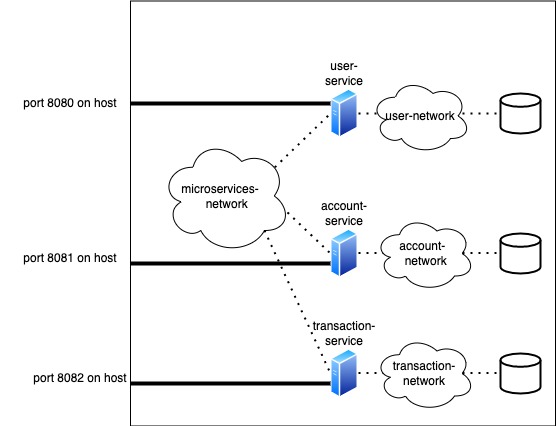 user-
service
port 8080 on host
user-network
microservices-
network
account-
service
port 8081 on host
account-
network
transaction-
service
port 8082 on host
transaction-
network